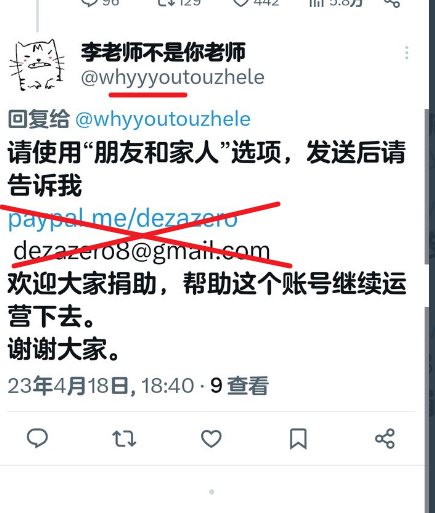 96 129 442 5.8万
李老师不是你老师
@whyyyoutouzhele
回复给 @whyyoutouzhele
请使用“朋友和家人”选项，发送后请
告诉我
paypal.me/dezazero
dezazero8@gmail.com
欢迎大家捐助，帮助这个账号继续运
营下去。
谢谢大家。
23年4月18日, 18:40 · 9 查看